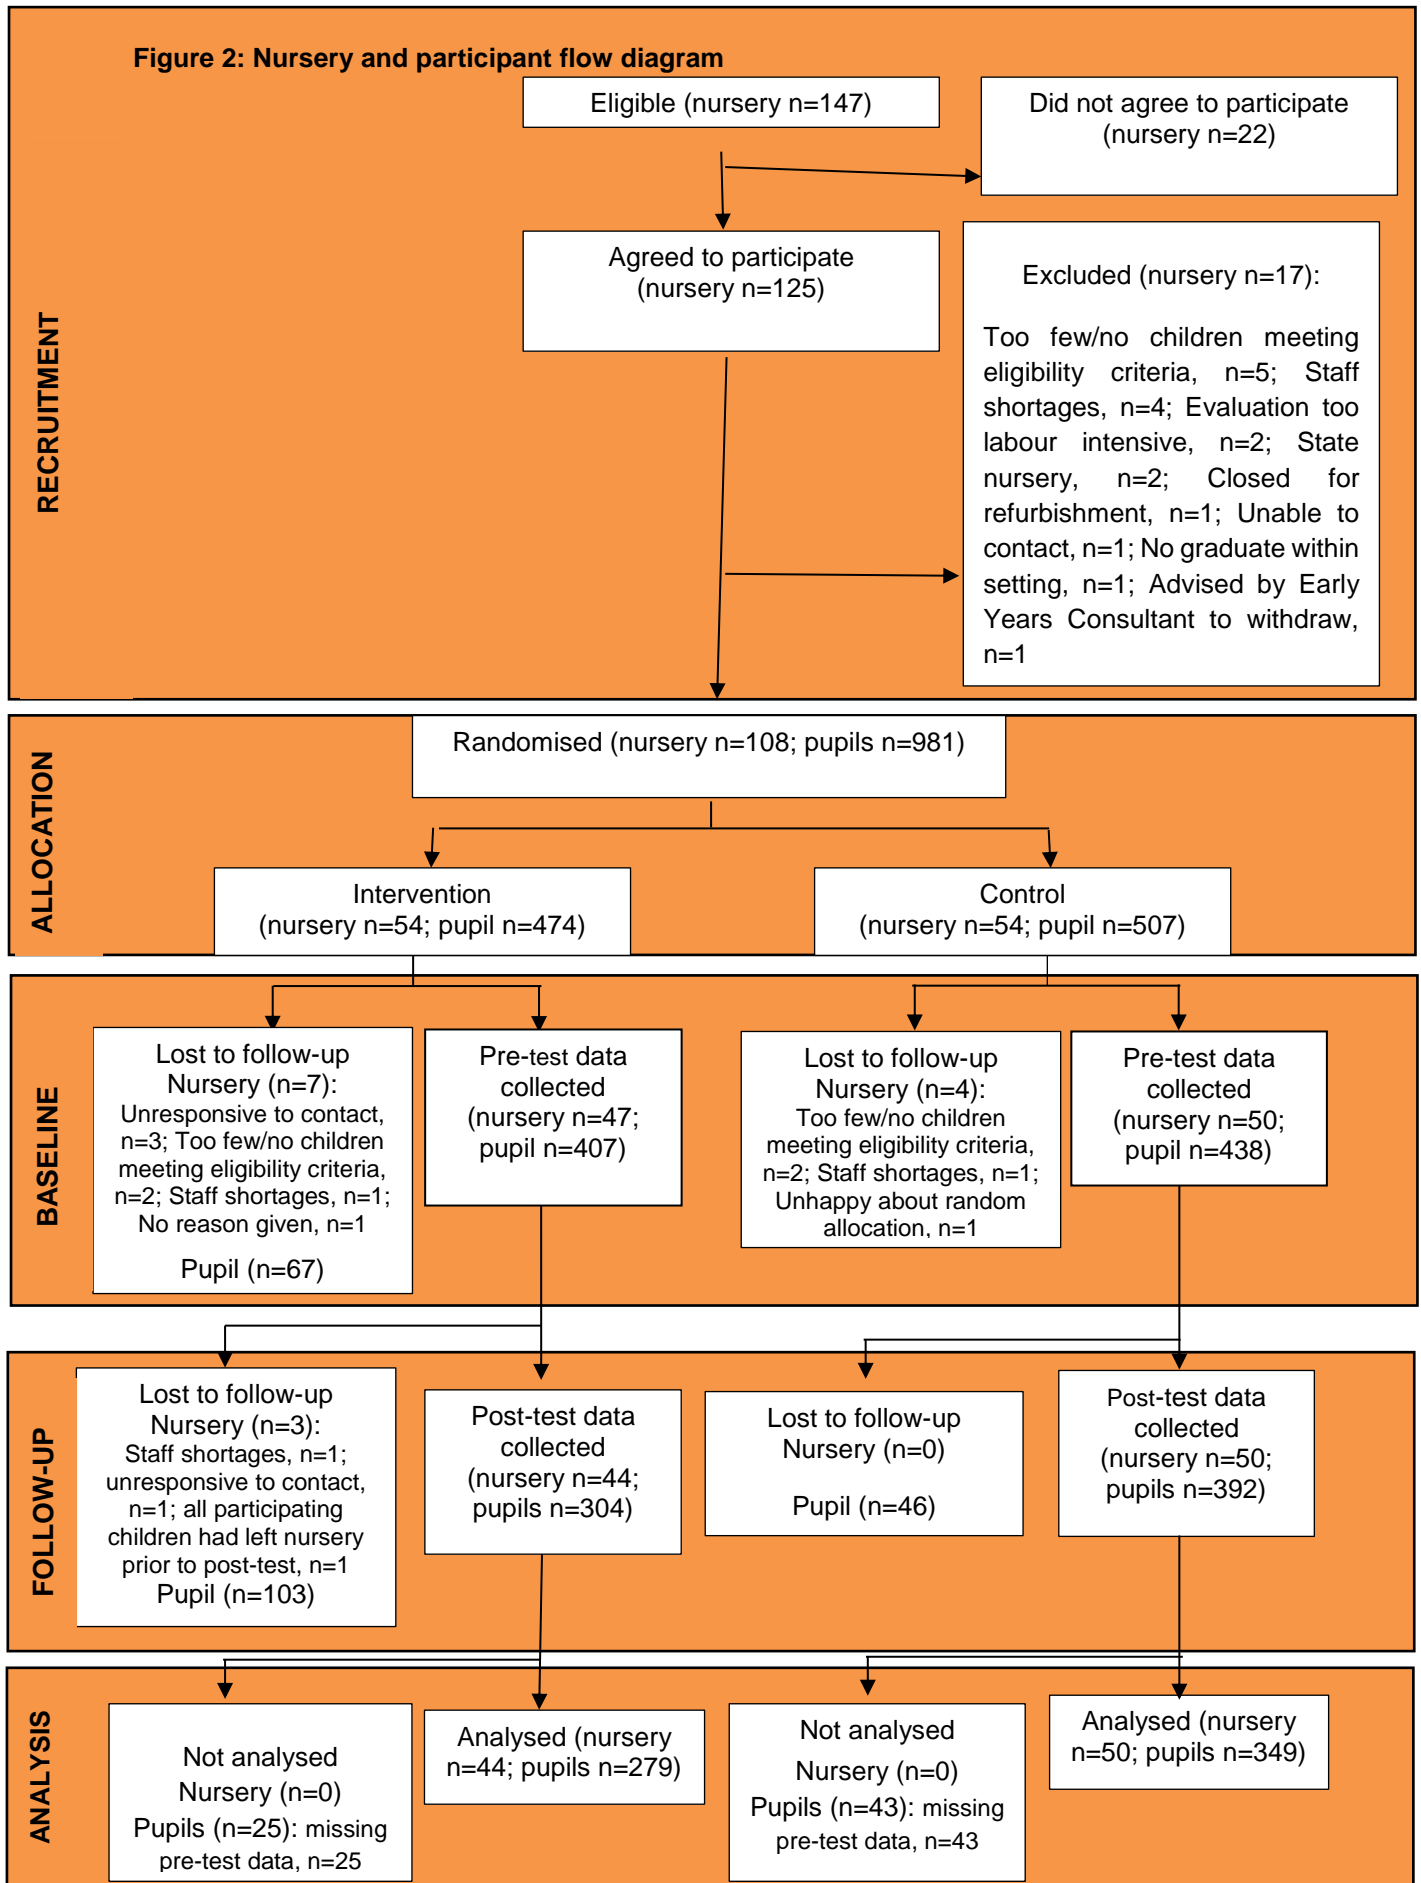 Figure 2: Nursery and participant flow diagram
Eligible (nursery n=147)
Did not agree to participate
(nursery n=22)
Agreed to participate
(nursery n=125)
Excluded (nursery n=17):
Too few/no children meeting
eligibility criteria, n=5; Staff
shortages, n=4; Evaluation too
labour intensive, n=2; State
nursery, n=2; Closed for
refurbishment, n=1; Unable to
contact, n=1; No graduate within
setting, n=1; Advised by Early
Years Consultant to withdraw,
n=1
RECRUITMENT
Randomised (nursery n=108; pupils n=981)
ALLOCATION
Intervention
(nursery n=54; pupil n=474)
Control
(nursery n=54; pupil n=507)
BASELINE
Lost to follow-up
Nursery (n=7):
Unresponsive to contact,
n=3; Too few/no children
meeting eligibility criteria,
n=2; Staff shortages, n=1;
No reason given, n=1
Pupil (n=67)
Pre-test data
collected
(nursery n=47;
pupil n=407)
Lost to follow-up
Nursery (n=4):
Too few/no children
meeting eligibility criteria,
n=2; Staff shortages, n=1;
Unhappy about random
allocation, n=1
Pre-test data
collected
(nursery n=50;
pupil n=438)
FOLLOW-UP
Lost to follow-up
Nursery (n=3):
Staff shortages, n=1;
unresponsive to contact,
n=1; all participating
children had left nursery
prior to post-test, n=1
Pupil (n=103)
Post-test data
collected
(nursery n=44;
pupils n=304)
Lost to follow-up
Nursery (n=0)
Pupil (n=46)
Post-test data
collected
(nursery n=50;
pupils n=392)
ANALYSIS
Not analysed
Nursery (n=0)
Pupils (n=25): missing
pre-test data, n=25
Analysed (nursery
n=44; pupils n=279)
Not analysed
Nursery (n=0)
Pupils (n=43): missing
pre-test data, n=43
Analysed (nursery
n=50; pupils n=349)